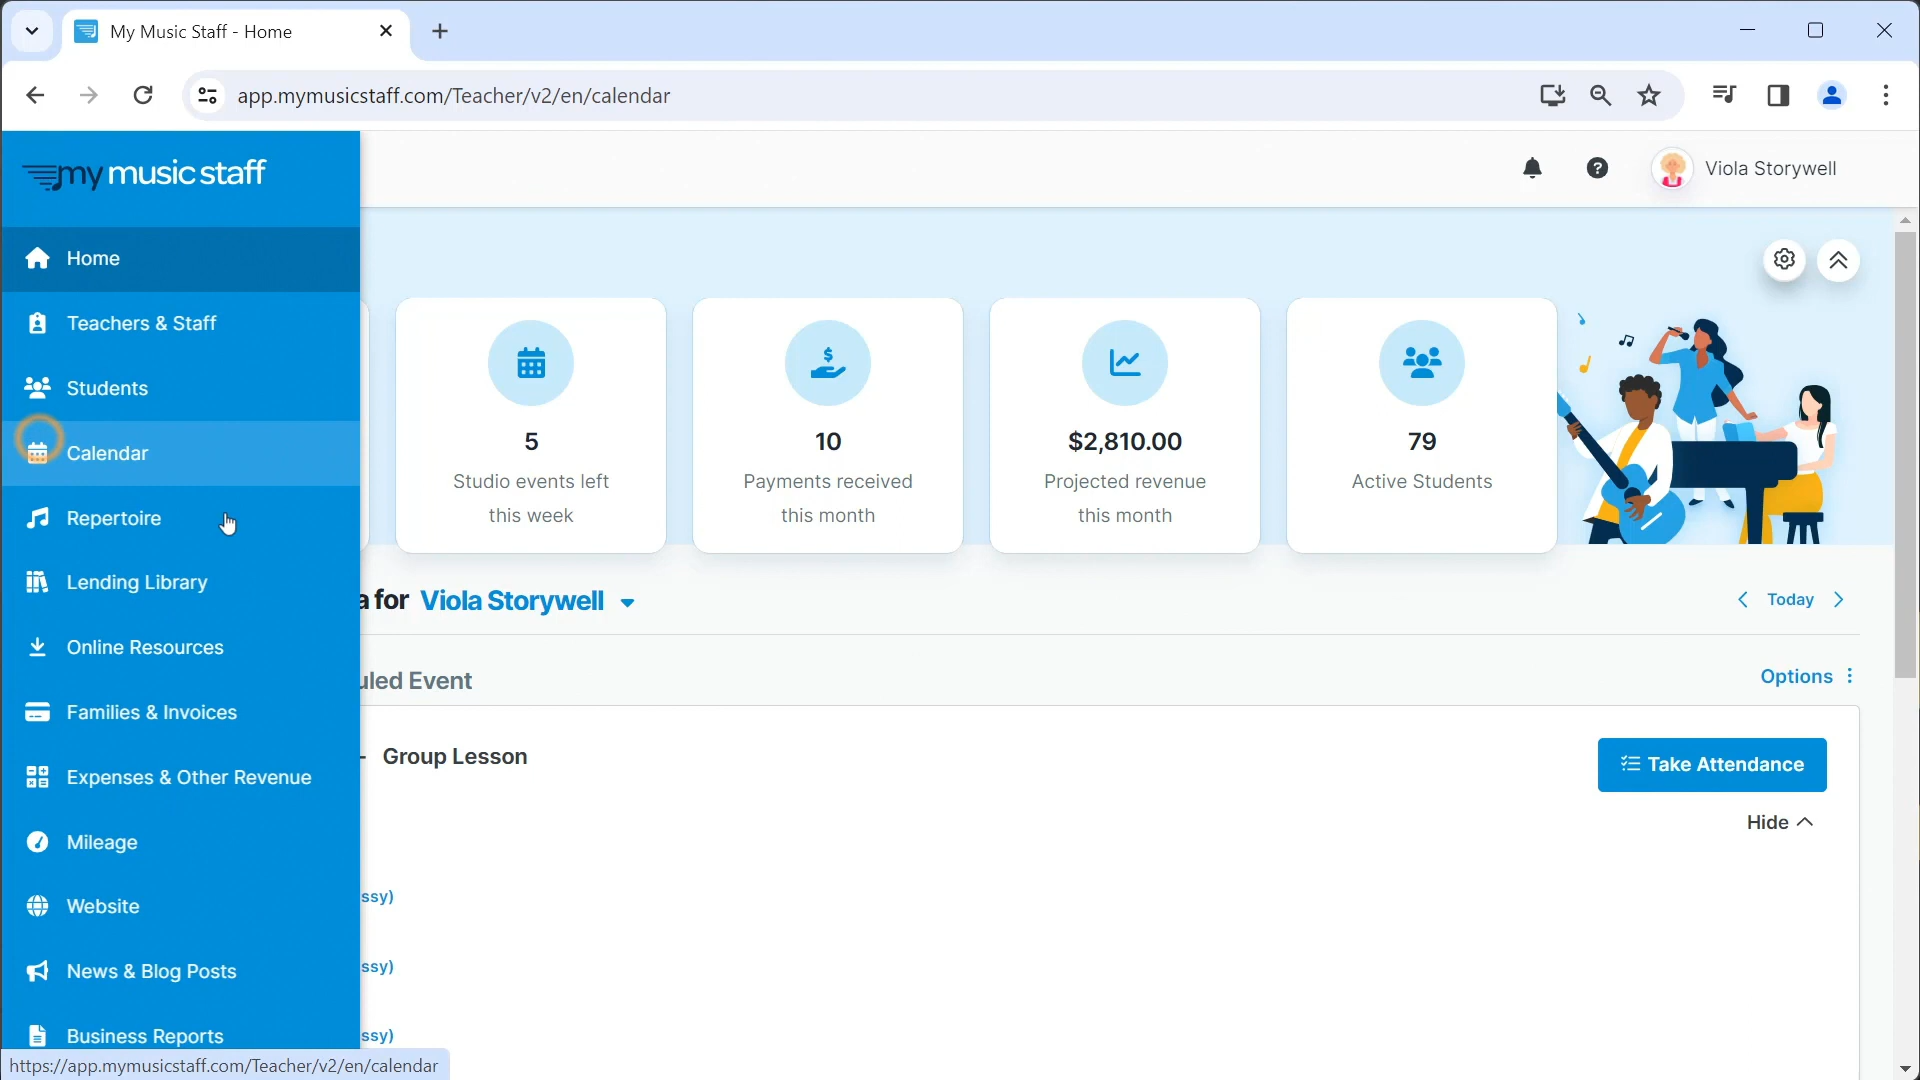 My Music Staff - Home
app.mymusicstaff.com/Teacher/v2/en/calendar
my music staff
Viola Storywell
Home
Teachers & Staff
Students
Calendar
Repertoire
Lending Library
Online Resources
Families & Invoices
Expenses & Other Revenue
Mileage
Website
News & Blog Posts
Business Reports
5
Studio events left
this week
10
Payments received
this month
$2,810.00
Projected revenue
this month
79
Active Students
a for Viola Storywell
Today
uled Event
Options
- Group Lesson
Take Attendance
Hide
ssy)
ssy)
ssy)
https://app.mymusicstaff.com/Teacher/v2/en/calendar